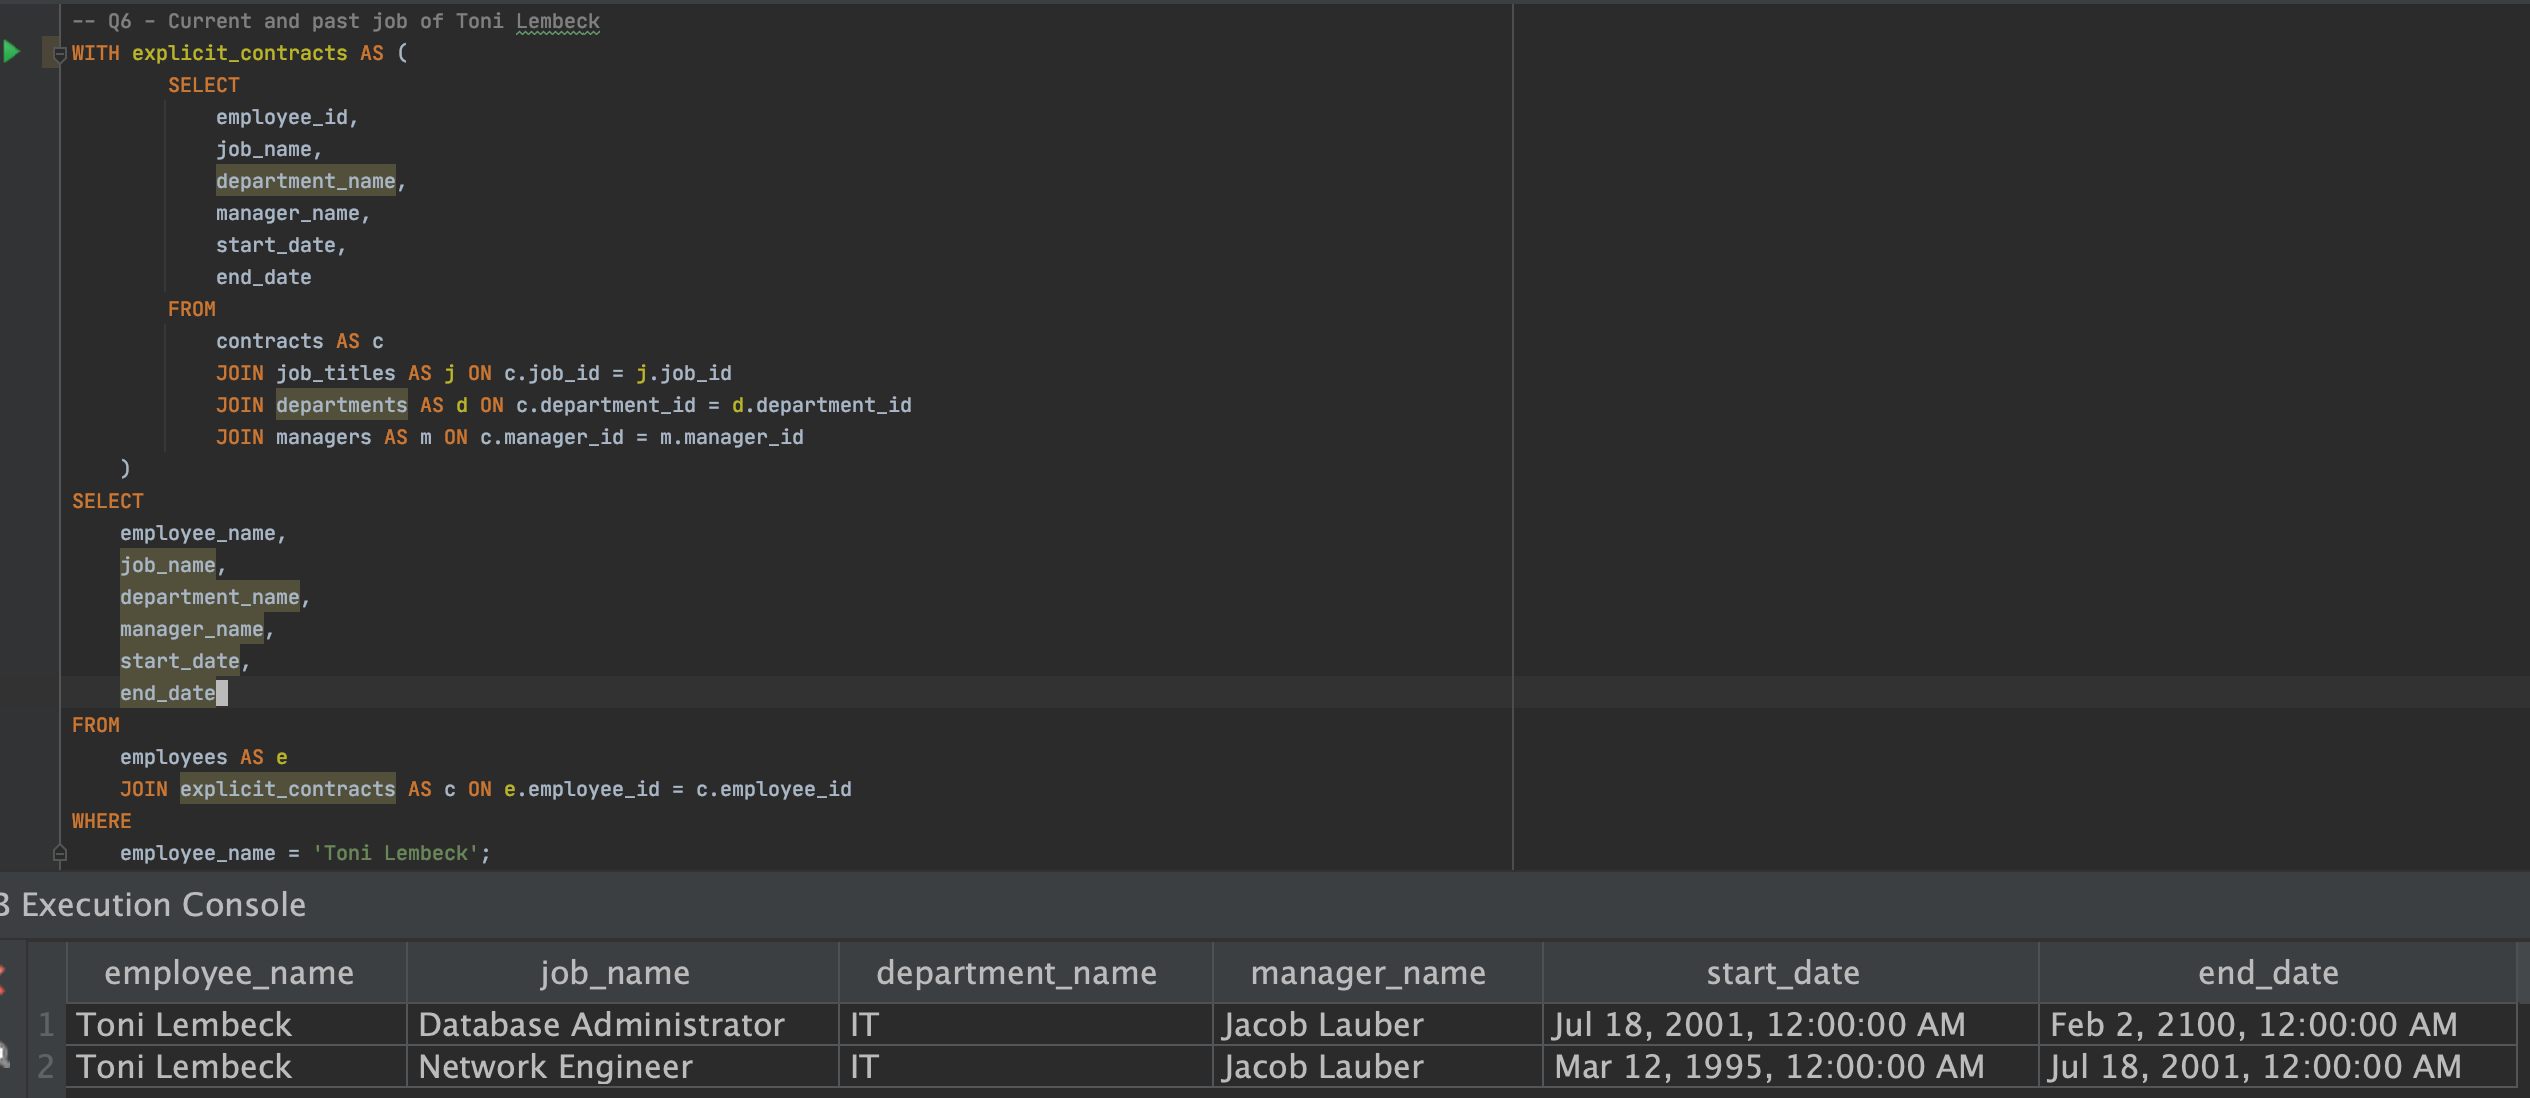 -- Q6 - Current and past job of Toni Lembeck
WITH explicit_contracts AS (
SELECT
employee_id,
job_name,
department_name,
manager_name,
start_date,
end_date
FROM
contracts AS c
JOIN job_titles AS j ON c.job_id = j.job_id
JOIN departments AS d ON c.department_id = d.department_id
JOIN managers AS m ON c.manager_id = m.manager_id
)
SELECT
employee_name,
job_name,
department_name,
manager_name,
start_date,
end_date
FROM
employees AS e
JOIN explicit_contracts AS c ON e.employee_id = c.employee_id
WHERE
employee_name = 'Toni Lembeck';
Execution Console
employee_name job_name department_name manager_name start_date end_date
1 Toni Lembeck Database Administrator IT Jacob Lauber Jul 18, 2001, 12:00:00 AM Feb 2, 2100, 12:00:00 AM
2 Toni Lembeck Network Engineer IT Jacob Lauber Mar 12, 1995, 12:00:00 AM Jul 18, 2001, 12:00:00 AM